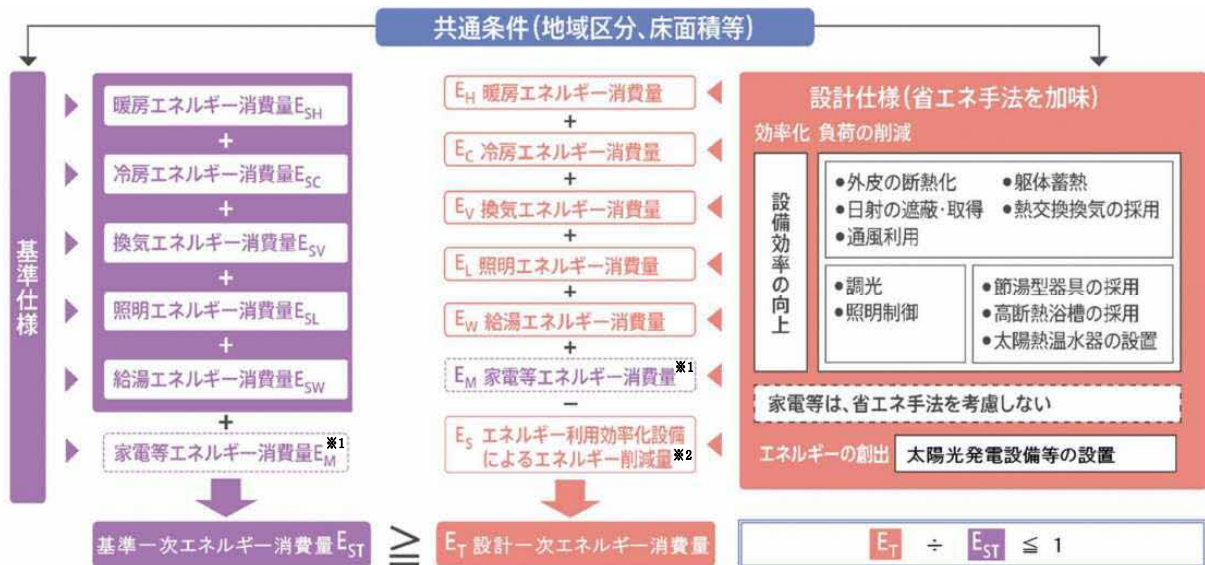 共通条件(地域区分、床面積等)
基準仕様
暖房エネルギー消費量ESH
+
冷房エネルギー消費量ESC
+
換気エネルギー消費量ESV
+
照明エネルギー消費量ESL
+
給湯エネルギー消費量ESW
+
家電等エネルギー消費量EM※1
基準一次エネルギー消費量EST
≧
EH 暖房エネルギー消費量
+
EC 冷房エネルギー消費量
+
EV 換気エネルギー消費量
+
EL 照明エネルギー消費量
+
EW 給湯エネルギー消費量
+
EM 家電等エネルギー消費量※1
−
ES エネルギー利用効率化設備
によるエネルギー削減量※2
ET 設計一次エネルギー消費量
設計仕様(省エネ手法を加味)
効率化 負荷の削減
設備効率の向上
●外皮の断熱化 ●躯体蓄熱
●日射の遮蔽・取得 ●熱交換換気の採用
●通風利用
●調光
●照明制御
●節湯型器具の採用
●高断熱浴槽の採用
●太陽熱温水器の設置
家電等は、省エネ手法を考慮しない
エネルギーの創出 太陽光発電設備等の設置
ET ÷ EST ≦ 1